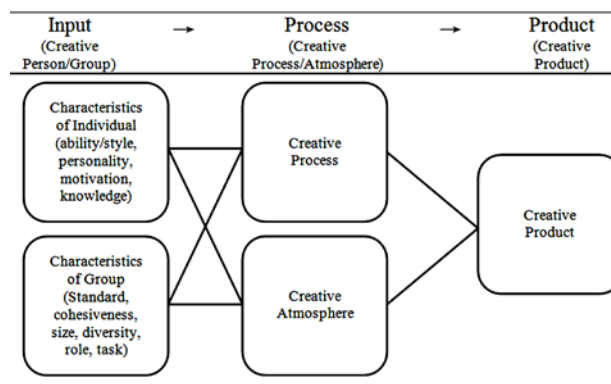 Input → Process → Product
(Creative Person/Group)
(Creative Process/Atmosphere)
(Creative Product)
Characteristics
of Individual
(ability/style,
personality,
motivation,
knowledge)
Creative
Process
Characteristics
of Group
(Standard,
cohesiveness,
size, diversity,
role, task)
Creative
Atmosphere
Creative
Product